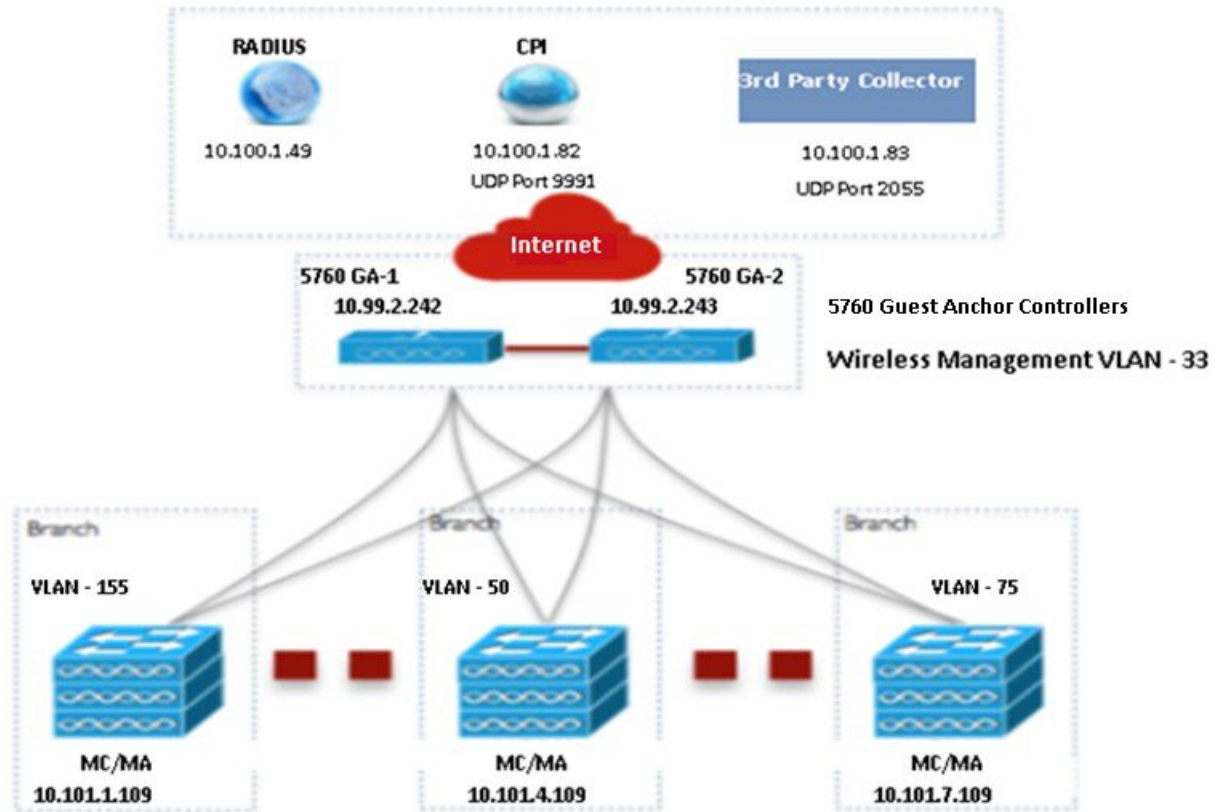 RADIUS
CPI
3rd Party Collector
10.100.1.49
10.100.1.82
10.100.1.83
UDP Port 9991
UDP Port 2055
Internet
5760 GA-1
5760 GA-2
10.99.2.242
10.99.2.243
5760 Guest Anchor Controllers
Wireless Management VLAN - 33
Branch
Branch
Branch
VLAN - 155
VLAN - 50
VLAN - 75
MC/MA
MC/MA
MC/MA
10.101.1.109
10.101.4.109
10.101.7.109